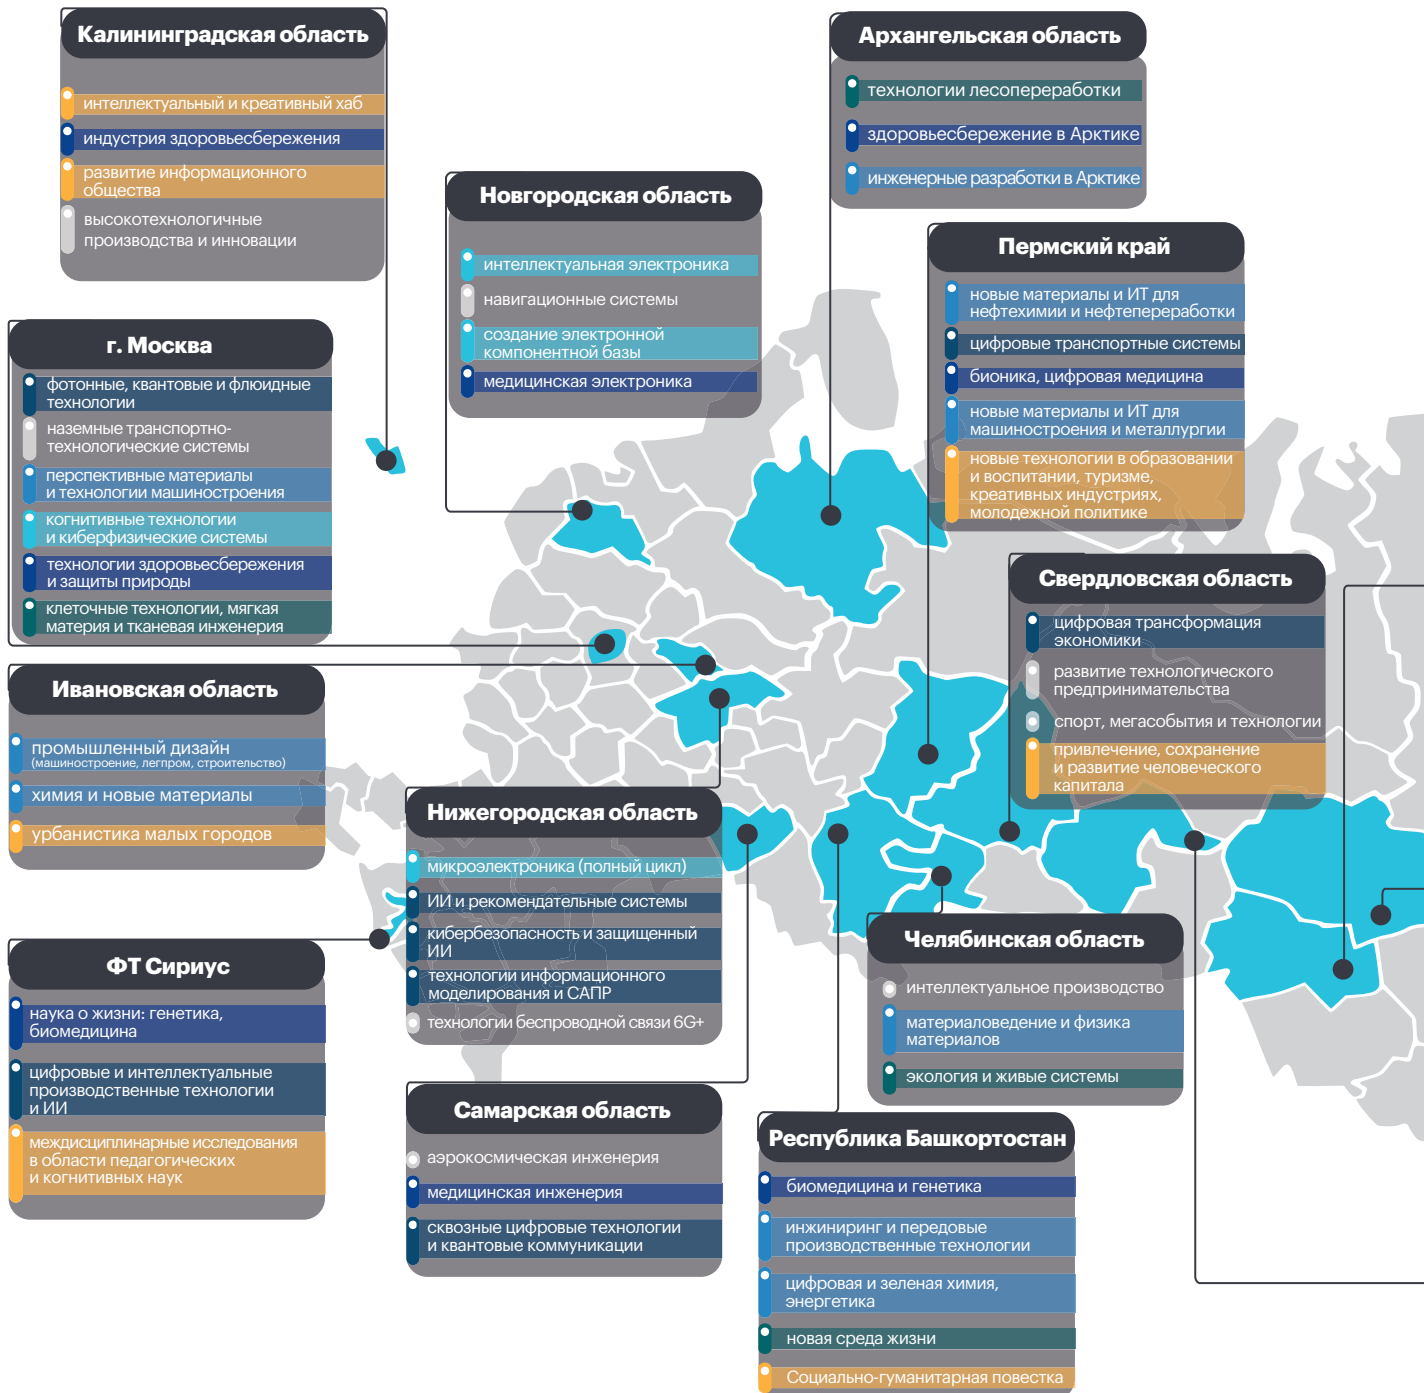 Калининградская область
интеллектуальный и креативный хаб
индустрия здоровьесбережения
развитие информационного
общества
высокотехнологичные
производства и инновации
Архангельская область
технологии лесопереработки
здоровьесбережение в Арктике
инженерные разработки в Арктике
Новгородская область
интеллектуальная электроника
навигационные системы
создание электронной
компонентной базы
медицинская электроника
Пермский край
новые материалы и ИТ для
нефтехимии и нефтепереработки
цифровые транспортные системы
бионика, цифровая медицина
новые материалы и ИТ для
машиностроения и металлургии
новые технологии в образовании
и воспитании, туризме,
креативных индустриях,
молодежной политике
г. Москва
фотонные, квантовые и флюидные
технологии
наземные транспортно-
технологические системы
перспективные материалы
и технологии машиностроения
когнитивные технологии
и киберфизические системы
технологии здоровьесбережения
и защиты природы
клеточные технологии, мягкая
материя и тканевая инженерия
Свердловская область
цифровая трансформация
экономики
развитие технологического
предпринимательства
спорт, мегасобытия и технологии
привлечение, сохранение
и развитие человеческого
капитала
Ивановская область
промышленный дизайн
(машиностроение, легпром, строительство)
химия и новые материалы
урбанистика малых городов
Нижегородская область
микроэлектроника (полный цикл)
ИИ и рекомендательные системы
кибербезопасность и защищенный
ИИ
технологии информационного
моделирования и САПР
технологии беспроводной связи 6G+
Челябинская область
интеллектуальное производство
материаловедение и физика
материалов
экология и живые системы
ФТ Сириус
наука о жизни: генетика,
биомедицина
цифровые и интеллектуальные
производственные технологии
и ИИ
междисциплинарные исследования
в области педагогических
и когнитивных наук
Самарская область
аэрокосмическая инженерия
медицинская инженерия
сквозные цифровые технологии
и квантовые коммуникации
Республика Башкортостан
биомедицина и генетика
инжиниринг и передовые
производственные технологии
цифровая и зеленая химия,
энергетика
новая среда жизни
Социально-гуманитарная повестка